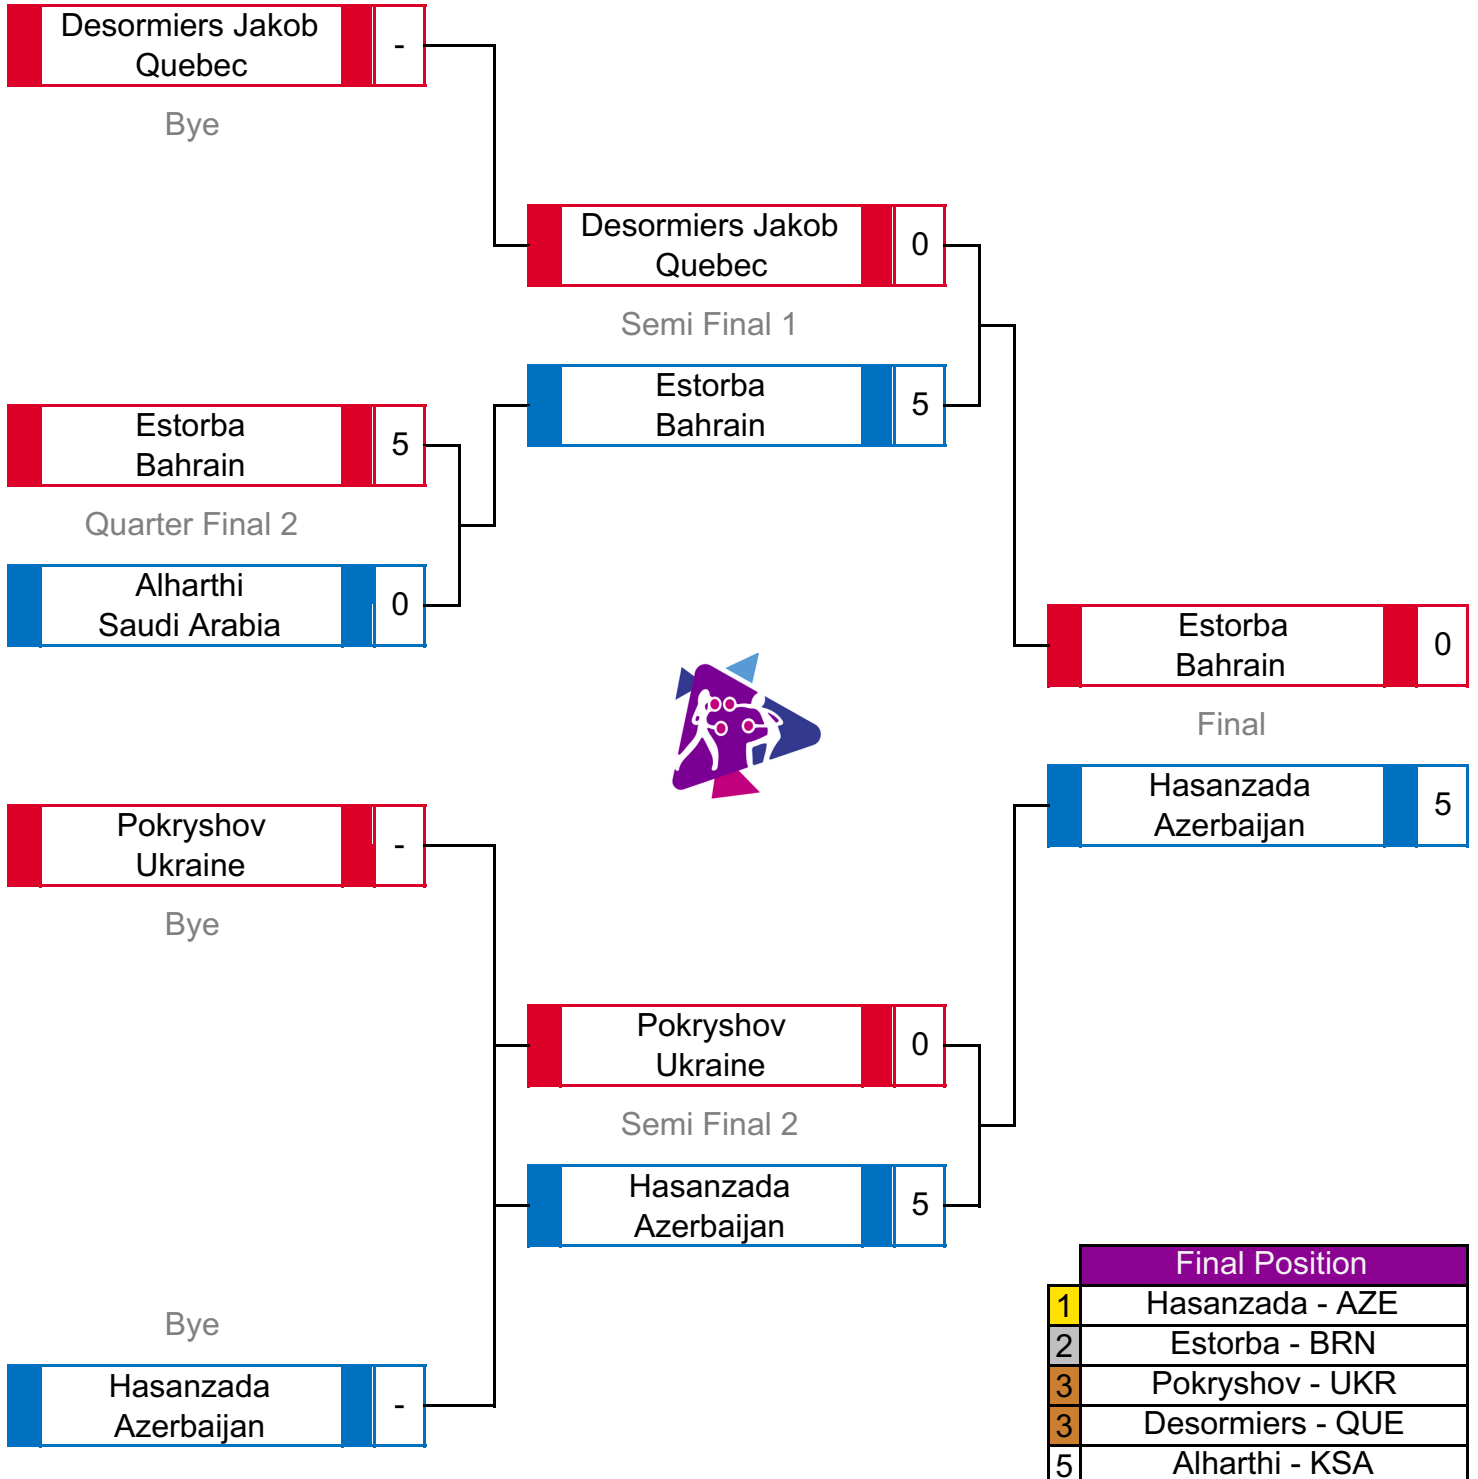 Desormiers Jakob
Quebec
-
Bye
Desormiers Jakob
Quebec
0
Semi Final 1
Estorba
Bahrain
5
Estorba
Bahrain
5
Quarter Final 2
Alharthi
Saudi Arabia
0
Estorba
Bahrain
0
Final
Hasanzada
Azerbaijan
5
Pokryshov
Ukraine
-
Bye
Pokryshov
Ukraine
0
Semi Final 2
Hasanzada
Azerbaijan
5
Bye
Hasanzada
Azerbaijan
-
Final Position
1 Hasanzada - AZE
2 Estorba - BRN
3 Pokryshov - UKR
3 Desormiers - QUE
5 Alharthi - KSA